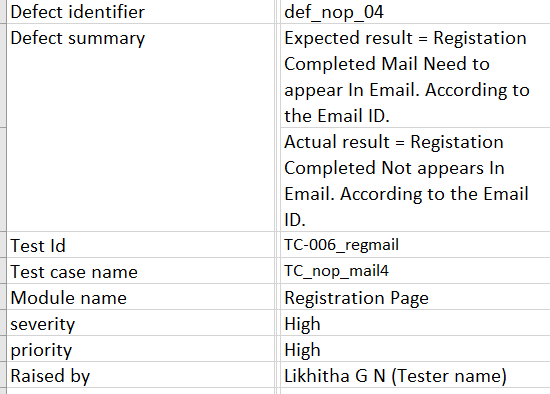 Defect identifier def_nop_04
Defect summary Expected result = Registation
Completed Mail Need to
appear In Email. According to
the Email ID.
Actual result = Registation
Completed Not appears In
Email. According to the Email
ID.
Test Id TC-006_regmail
Test case name TC_nop_mail4
Module name Registration Page
severity High
priority High
Raised by Likhitha G N (Tester name)